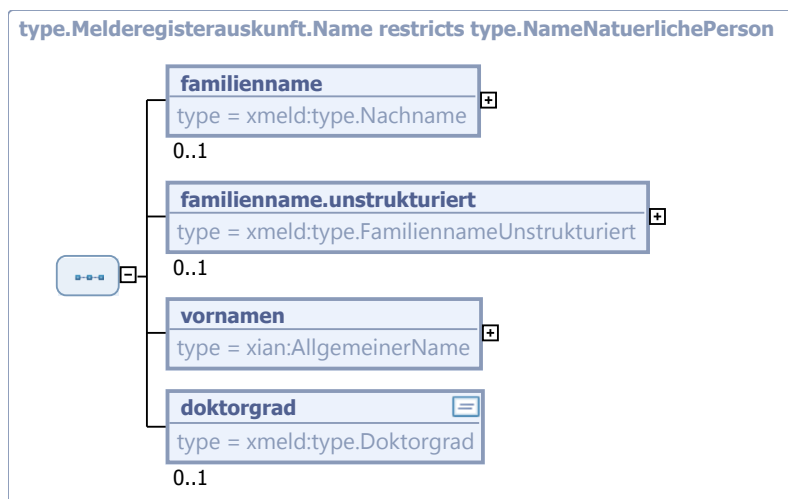 type.Melderegisterauskunft.Name restricts type.NameNatuerlichePerson
familienname
type = xmeld:type.Nachname
0..1
familienname.unstrukturiert
type = xmeld:type.FamiliennameUnstrukturiert
0..1
vornamen
type = xian:AllgemeinerName
doktorgrad
type = xmeld:type.Doktorgrad
0..1